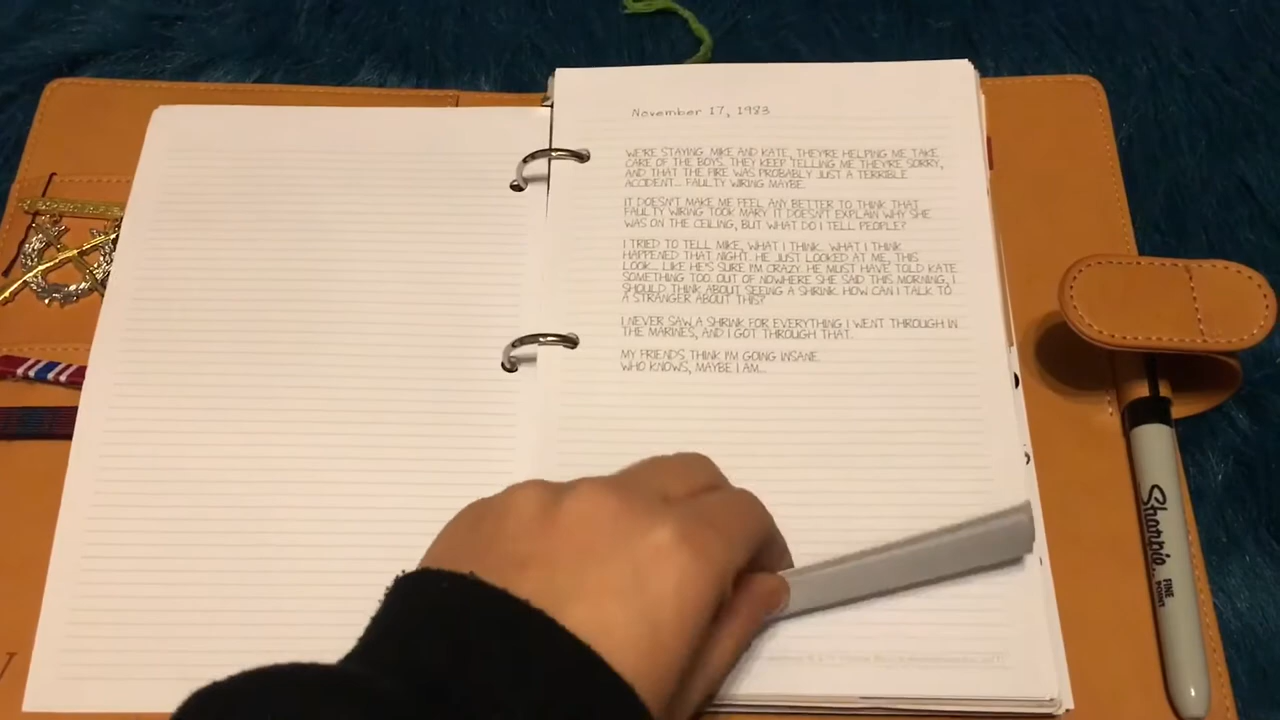 November 17, 1983
WE'RE STAYING MIKE AND KATE, THEY'RE HELPING ME TAKE
CARE OF THE BOYS. THEY KEEP TELLING ME THEY'RE SORRY,
AND THAT THE FIRE WAS PROBABLY JUST A TERRIBLE
ACCIDENT... FAULTY WIRING MAYBE.
IT DOESN'T MAKE ME FEEL ANY BETTER TO THINK THAT
FAULTY WIRING TOOK MARY. IT DOESN'T EXPLAIN WHY SHE
WAS ON THE CEILING, BUT WHAT DO I TELL PEOPLE?
I TRIED TO TELL MIKE, WHAT I THINK... WHAT I THINK
HAPPENED THAT NIGHT. HE JUST LOOKED AT ME, THIS
LOOK... LIKE HE'S SURE I'M CRAZY. HE MUST HAVE TOLD KATE
SOMETHING TOO. OUT OF NOWHERE SHE SAID THIS MORNING, I
SHOULD THINK ABOUT SEEING A SHRINK. HOW CAN I TALK TO
A STRANGER ABOUT THIS?
I NEVER SAW A SHRINK FOR EVERYTHING I WENT THROUGH IN
THE MARINES, AND I GOT THROUGH THAT.
MY FRIENDS THINK I'M GOING INSANE.
WHO KNOWS, MAYBE I AM...
Sharpie
FINE
POINT